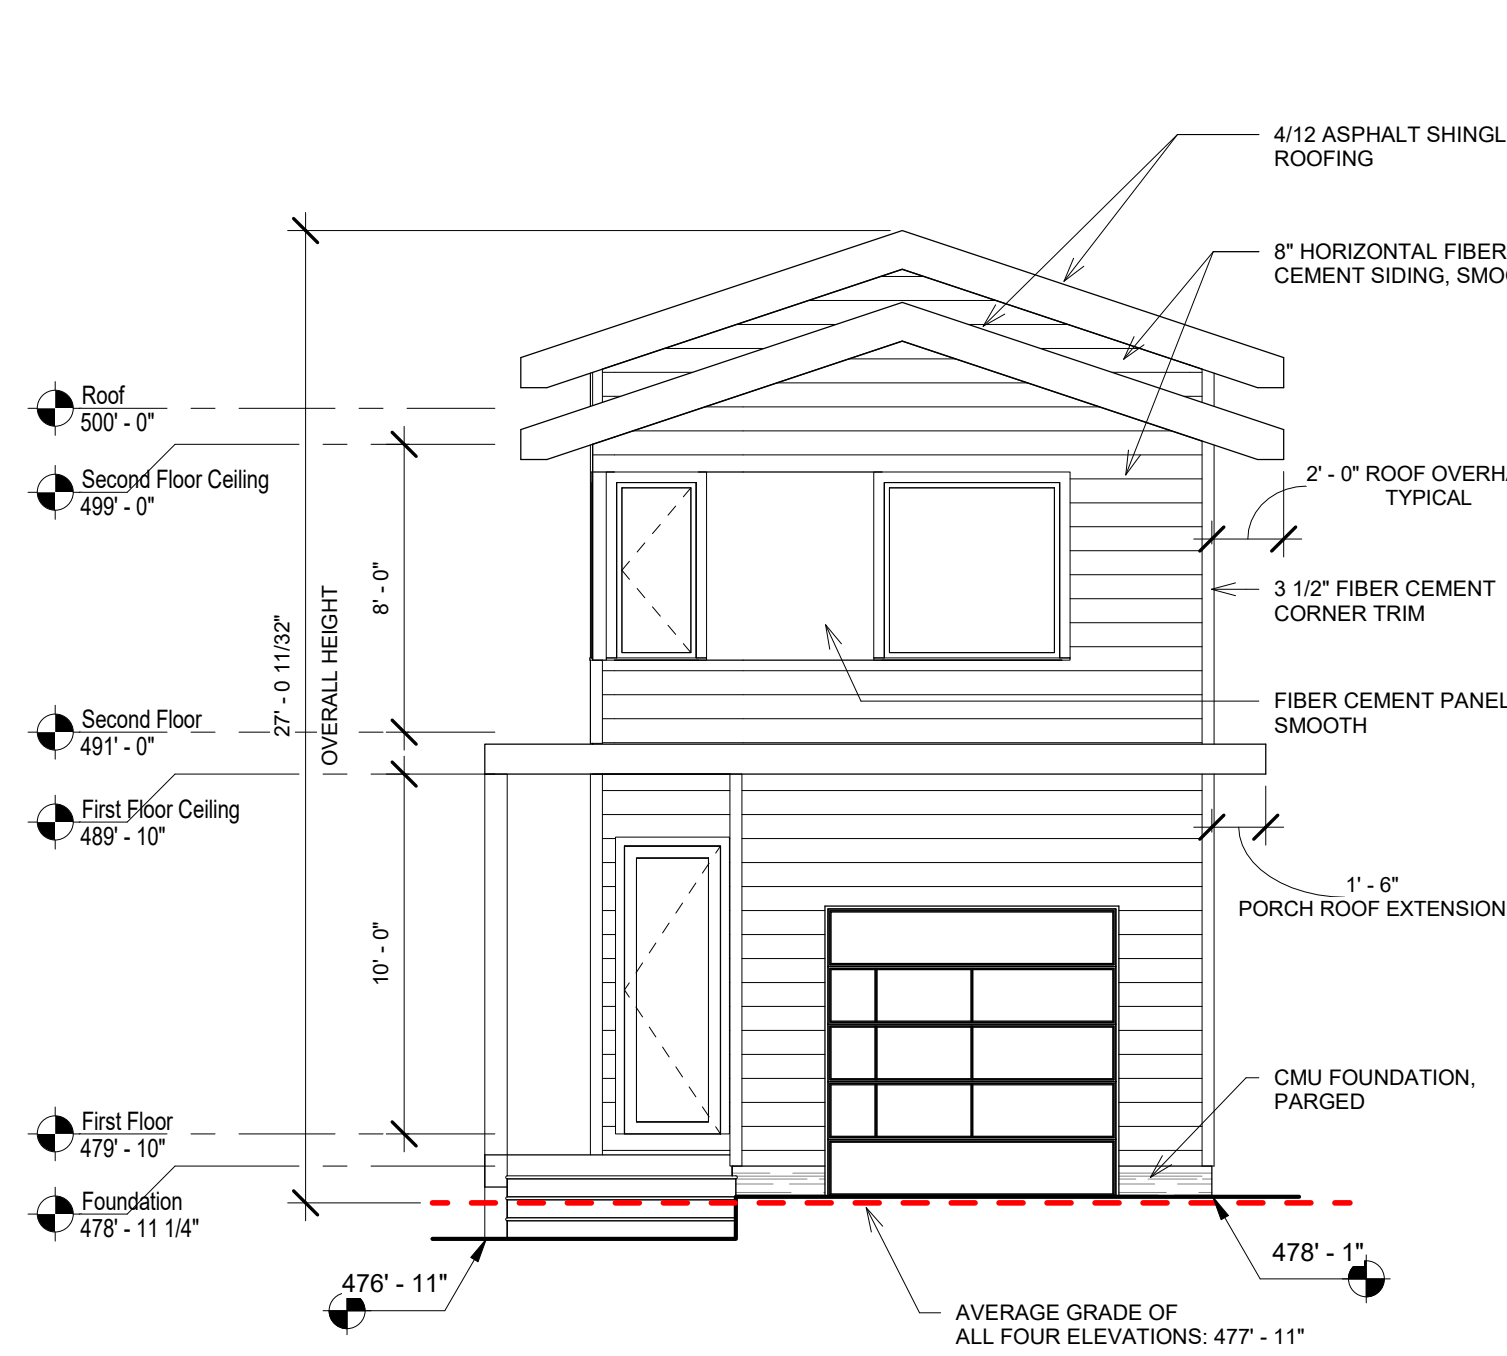 4/12 ASPHALT SHINGL
ROOFING
8" HORIZONTAL FIBER
CEMENT SIDING, SMOO
Roof
500' - 0"
Second Floor Ceiling
499' - 0"
2' - 0" ROOF OVERHA
TYPICAL
8' - 0"
27' - 0 11/32"
OVERALL HEIGHT
3 1/2" FIBER CEMENT
CORNER TRIM
FIBER CEMENT PANEL
SMOOTH
Second Floor
491' - 0"
First Floor Ceiling
489' - 10"
1' - 6"
PORCH ROOF EXTENSION
10' - 0"
CMU FOUNDATION,
PARGED
First Floor
479' - 10"
Foundation
478' - 11 1/4"
476' - 11"
478' - 1"
AVERAGE GRADE OF
ALL FOUR ELEVATIONS: 477' - 11"